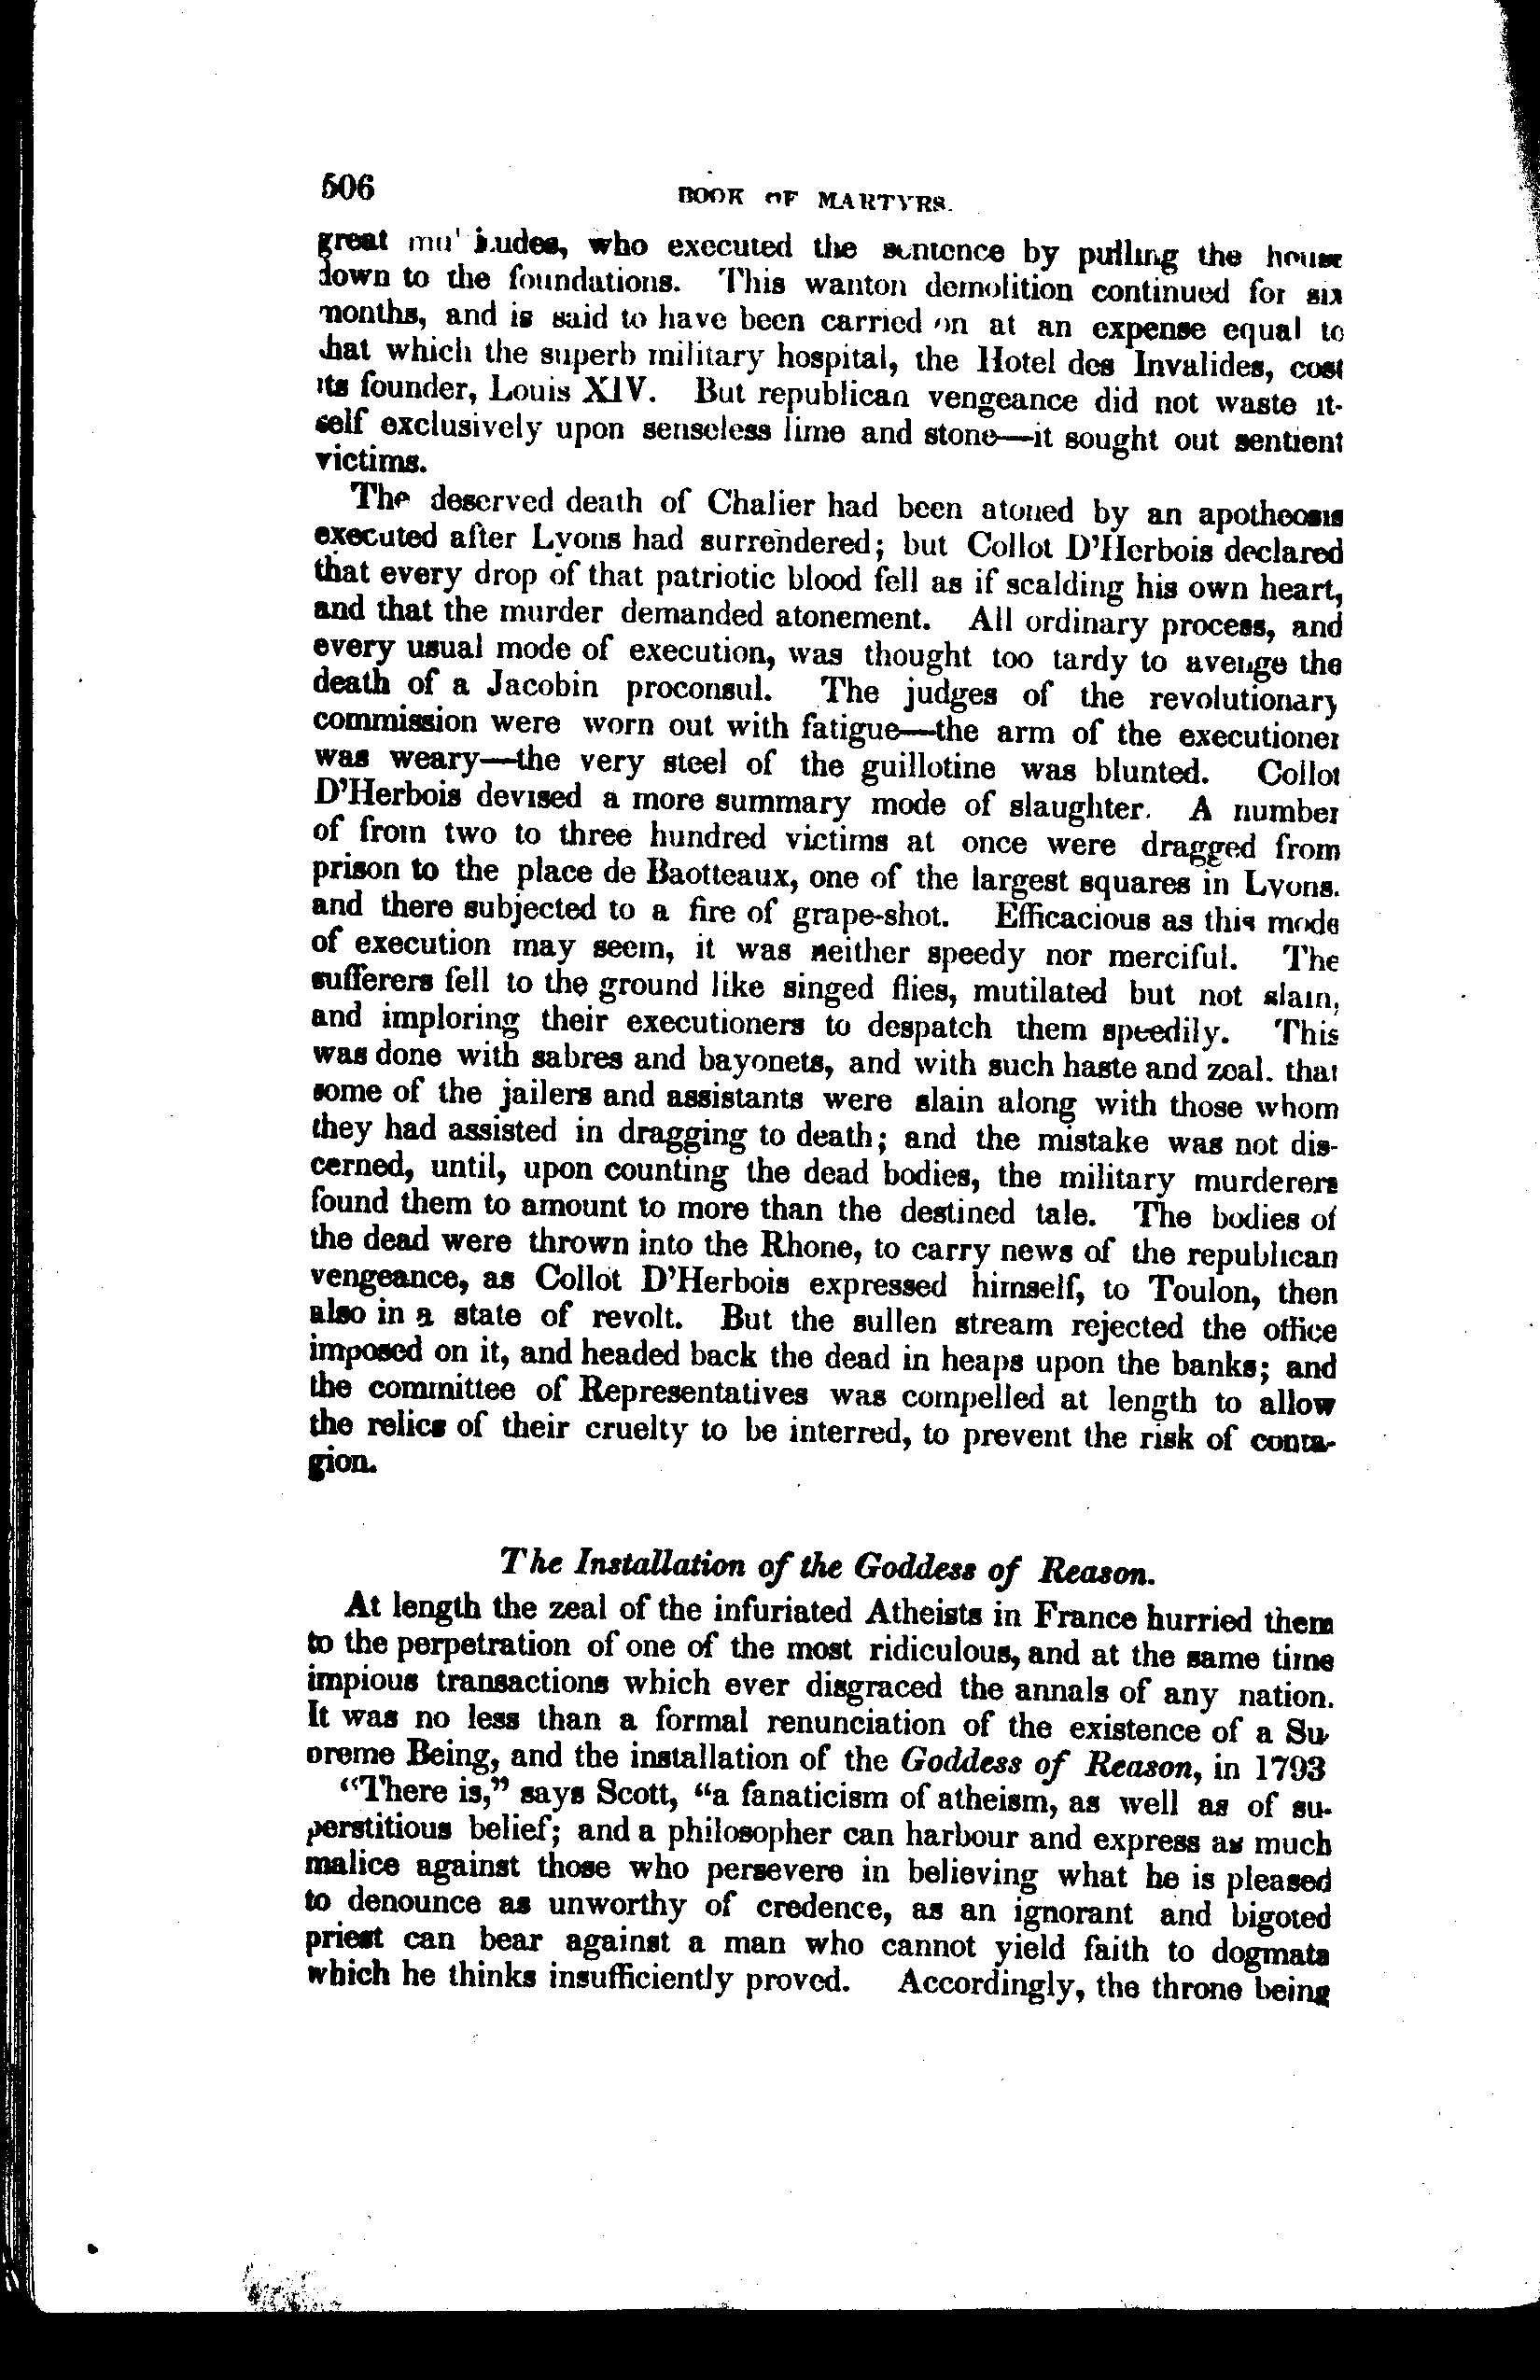 506
BOOK OF MARTYRS.
great who executed the sentence by pulling the house
down to the foundations. This wanton demolition continued for six
months, and is said to have been carried on at an expense equal to
that which the superb military hospital, the Hotel des Invalides, cost
its founder, Louis XIV. But republican vengeance did not waste it-
self exclusively upon senseless lime and stone—it sought out sentient
victims.
The deserved death of Chalier had been atoned by an apotheosis
executed after Lyons had surrendered; but Collot D'Herbois declared
that every drop of that patriotic blood fell as if scalding his own heart,
and that the murder demanded atonement. All ordinary process, and
every usual mode of execution, was thought too tardy to avenge the
death of a Jacobin proconsul. The judges of the revolutionary
commission were worn out with fatigue—the arm of the executioner
was weary—the very steel of the guillotine was blunted. Collot
D'Herbois devised a more summary mode of slaughter. A number
of from two to three hundred victims at once were dragged from
prison to the place de Baotteaux, one of the largest squares in Lyons.
and there subjected to a fire of grape-shot. Efficacious as this mode
of execution may seem, it was neither speedy nor merciful. The
sufferers fell to the ground like singed flies, mutilated but not slain,
and imploring their executioners to despatch them speedily. This
was done with sabres and bayonets, and with such haste and zeal. that
some of the jailers and assistants were slain along with those whom
they had assisted in dragging to death; and the mistake was not dis-
cerned, until, upon counting the dead bodies, the military murderers
found them to amount to more than the destined tale. The bodies of
the dead were thrown into the Rhone, to carry news of the republican
vengeance, as Collot D'Herbois expressed himself, to Toulon, then
also in a state of revolt. But the sullen stream rejected the office
imposed on it, and headed back the dead in heaps upon the banks; and
the committee of Representatives was compelled at length to allow
the relics of their cruelty to be interred, to prevent the risk of conta-
gion.
The Installation of the Goddess of Reason.
At length the zeal of the infuriated Atheists in France hurried them
to the perpetration of one of the most ridiculous, and at the same time
impious transactions which ever disgraced the annals of any nation.
It was no less than a formal renunciation of the existence of a Su-
preme Being, and the installation of the Goddess of Reason, in 1793
“There is,” says Scott, “a fanaticism of atheism, as well as of su-
perstitious belief; and a philosopher can harbour and express as much
malice against those who persevere in believing what he is pleased
to denounce as unworthy of credence, as an ignorant and bigoted
priest can bear against a man who cannot yield faith to dogmata
which he thinks insufficiently proved. Accordingly, the throne being